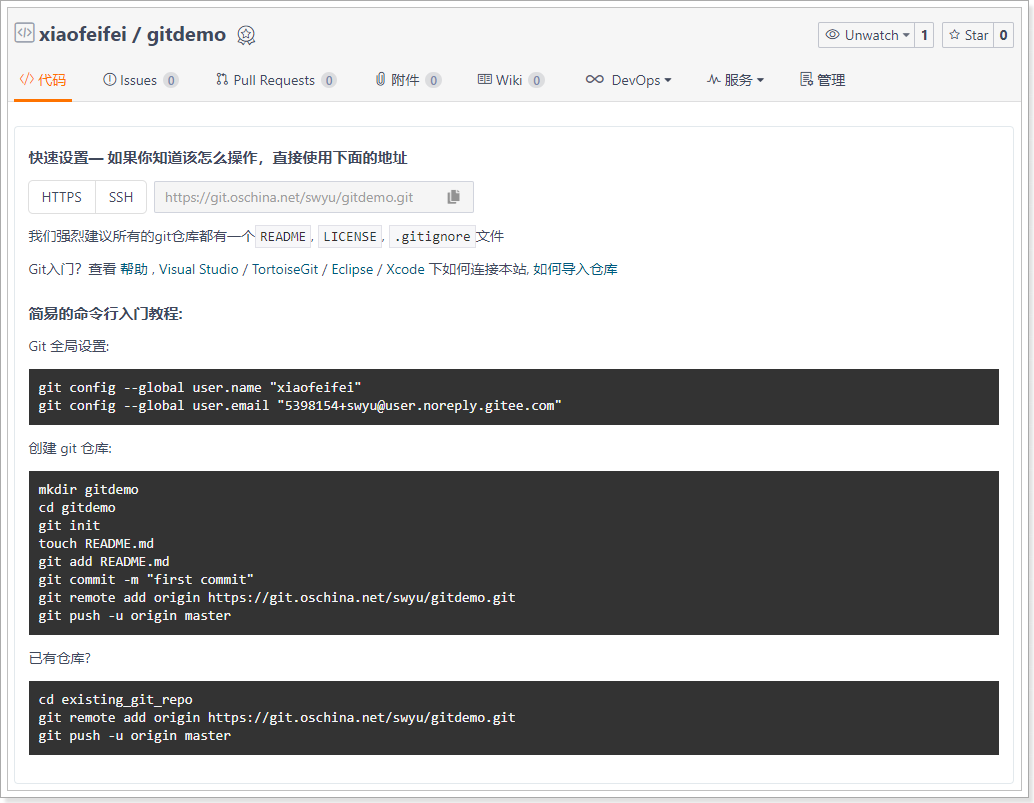 xiaofeifei / gitdemo
Unwatch 1 Star 0
代码 Issues 0 Pull Requests 0 附件 0 Wiki 0 DevOps 服务 管理
快速设置— 如果你知道该怎么操作，直接使用下面的地址
HTTPS SSH https://git.oschina.net/swyu/gitdemo.git
我们强烈建议所有的git仓库都有一个 README, LICENSE, .gitignore 文件
Git入门？查看 帮助 , Visual Studio / TortoiseGit / Eclipse / Xcode 下如何连接本站, 如何导入仓库
简易的命令行入门教程:
Git 全局设置:
git config --global user.name "xiaofeifei"
git config --global user.email "5398154+swyu@user.noreply.gitee.com"
创建 git 仓库:
mkdir gitdemo
cd gitdemo
git init
touch README.md
git add README.md
git commit -m "first commit"
git remote add origin https://git.oschina.net/swyu/gitdemo.git
git push -u origin master
已有仓库?
cd existing_git_repo
git remote add origin https://git.oschina.net/swyu/gitdemo.git
git push -u origin master